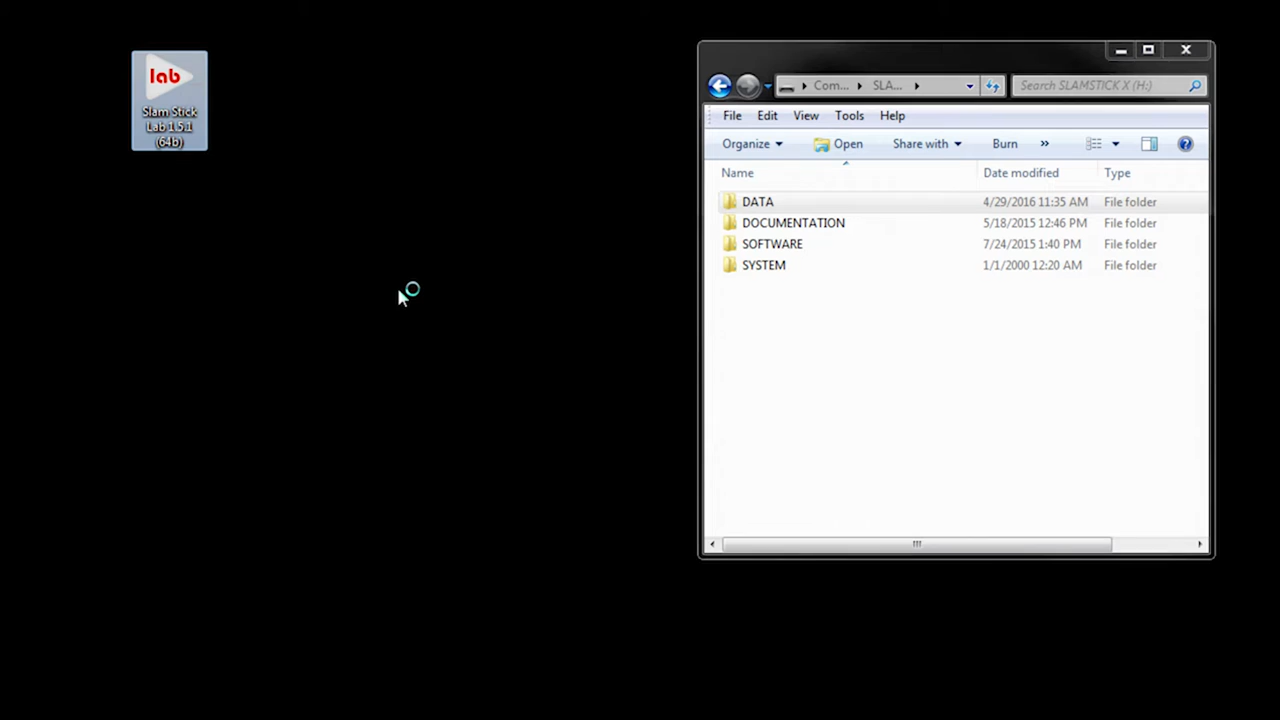 lab
Slam Stick
Lab 1.5.1
(64b)
Com... SLA... Search SLAMSTICK X (H:)
File Edit View Tools Help
Organize Open Share with Burn »
Name Date modified Type
DATA 4/29/2016 11:35 AM File folder
DOCUMENTATION 5/18/2015 12:46 PM File folder
SOFTWARE 7/24/2015 1:40 PM File folder
SYSTEM 1/1/2000 12:20 AM File folder